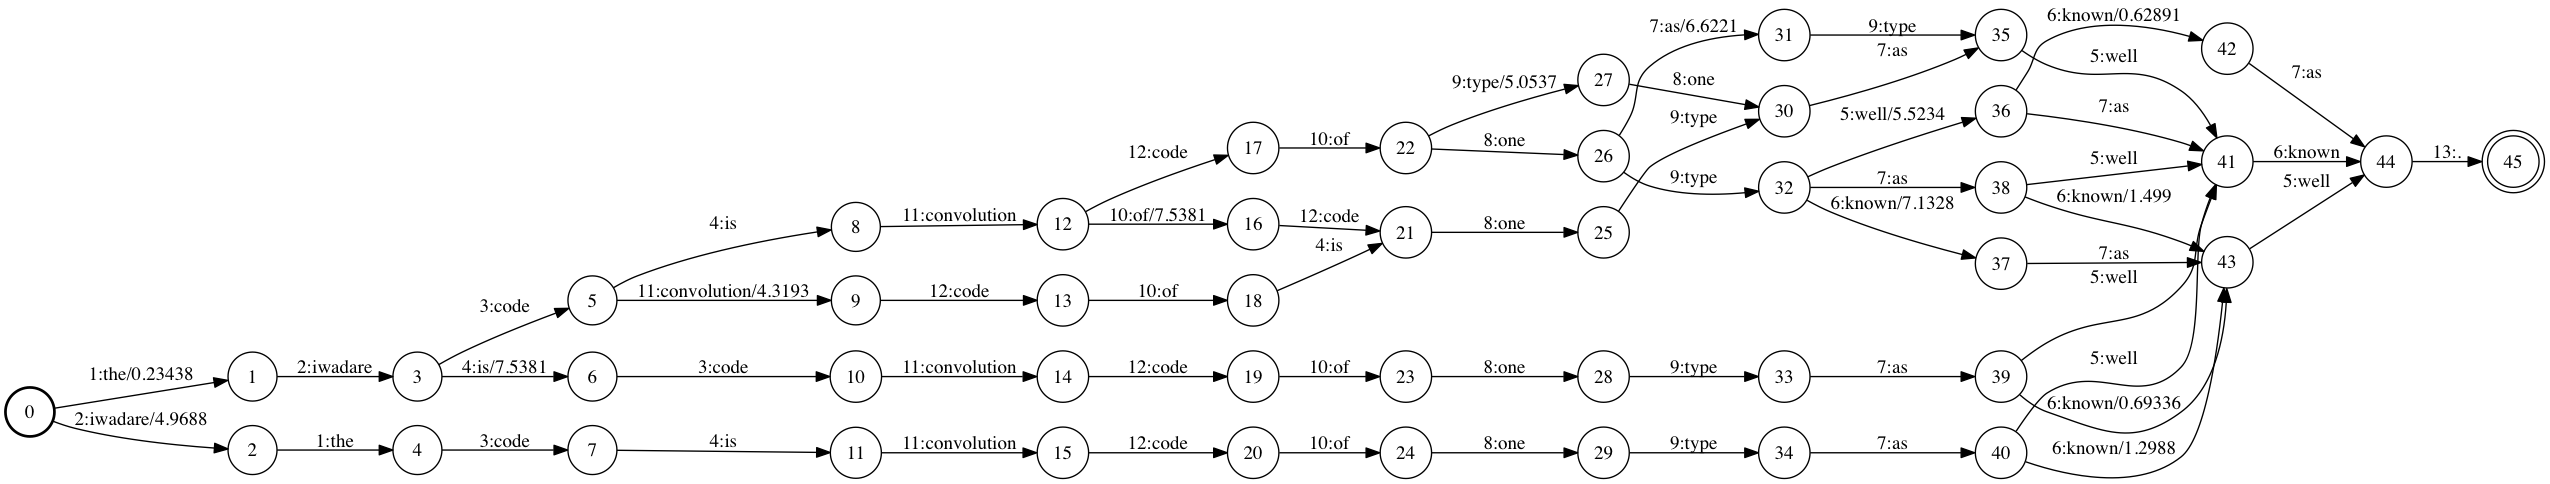 7:as/6.6221
31
9:type
7:as
35
6:known/0.62891
42
5:well
7:as
9:type/5.0537
27
8:one
30
9:type
5:well/5.5234
36
7:as
12:code
17
10:of
22
8:one
26
9:type
32
7:as
38
5:well
41
6:known
44
13:.
45
5:well
6:known/7.1328
6:known/1.499
4:is
8
11:convolution
12
10:of/7.5381
16
12:code
4:is
21
8:one
25
37
7:as
5:well
43
3:code
5
11:convolution/4.3193
9
12:code
13
10:of
18
1:the/0.23438
1
2:iwadare
3
4:is/7.5381
6
3:code
10
11:convolution
14
12:code
19
10:of
23
8:one
28
9:type
33
7:as
39
5:well
6:known/0.69336
0
2:iwadare/4.9688
2
1:the
4
3:code
7
4:is
11
11:convolution
15
12:code
20
10:of
24
8:one
29
9:type
34
7:as
40
6:known/1.2988